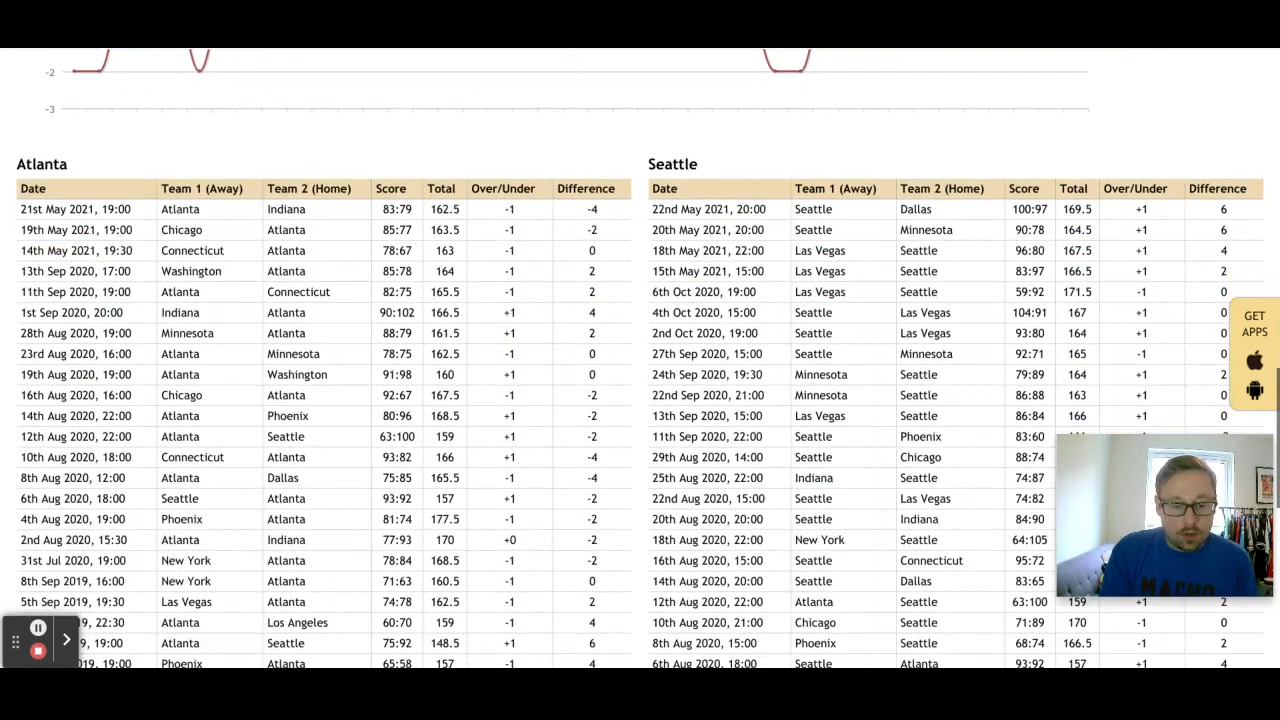 -2
-3
Atlanta
Date Team 1 (Away) Team 2 (Home) Score Total Over/Under Difference
21st May 2021, 19:00 Atlanta Indiana 83:79 162.5 -1 -4
19th May 2021, 19:00 Chicago Atlanta 85:77 163.5 -1 -2
14th May 2021, 19:30 Connecticut Atlanta 78:67 163 -1 0
13th Sep 2020, 17:00 Washington Atlanta 85:78 164 -1 2
11th Sep 2020, 19:00 Atlanta Connecticut 82:75 165.5 -1 2
1st Sep 2020, 20:00 Indiana Atlanta 90:102 166.5 +1 4
28th Aug 2020, 19:00 Minnesota Atlanta 88:79 161.5 +1 2
23rd Aug 2020, 16:00 Atlanta Minnesota 78:75 162.5 -1 0
19th Aug 2020, 19:00 Atlanta Washington 91:98 160 +1 0
16th Aug 2020, 16:00 Chicago Atlanta 92:67 167.5 -1 -2
14th Aug 2020, 22:00 Atlanta Phoenix 80:96 168.5 +1 -2
12th Aug 2020, 22:00 Atlanta Seattle 63:100 159 +1 -2
10th Aug 2020, 18:00 Connecticut Atlanta 93:82 166 +1 -4
8th Aug 2020, 12:00 Atlanta Dallas 75:85 165.5 -1 -4
6th Aug 2020, 18:00 Seattle Atlanta 93:92 157 +1 -2
4th Aug 2020, 19:00 Phoenix Atlanta 81:74 177.5 -1 -2
2nd Aug 2020, 15:30 Atlanta Indiana 77:93 170 +0 -2
31st Jul 2020, 19:00 New York Atlanta 78:84 168.5 -1 -2
8th Sep 2019, 16:00 New York Atlanta 71:63 160.5 -1 0
5th Sep 2019, 19:30 Las Vegas Atlanta 74:78 162.5 -1 2
22:30 Atlanta Los Angeles 60:70 159 -1 4
19:00 Atlanta Seattle 75:92 148.5 +1 6
19:00 Phoenix Atlanta 65:58 157 -1 4
Seattle
Date Team 1 (Away) Team 2 (Home) Score Total Over/Under Difference
22nd May 2021, 20:00 Seattle Dallas 100:97 169.5 +1 6
20th May 2021, 20:00 Seattle Minnesota 90:78 164.5 +1 6
18th May 2021, 22:00 Las Vegas Seattle 96:80 167.5 +1 4
15th May 2021, 15:00 Las Vegas Seattle 83:97 166.5 +1 2
6th Oct 2020, 19:00 Las Vegas Seattle 59:92 171.5 -1 0
4th Oct 2020, 15:00 Seattle Las Vegas 104:91 167 +1 0
2nd Oct 2020, 19:00 Seattle Las Vegas 93:80 164 +1 0
27th Sep 2020, 15:00 Seattle Minnesota 92:71 165 -1 0
24th Sep 2020, 19:30 Minnesota Seattle 79:89 164 +1 2
22nd Sep 2020, 21:00 Minnesota Seattle 86:88 163 +1 0
13th Sep 2020, 15:00 Las Vegas Seattle 86:84 166 +1 0
11th Sep 2020, 22:00 Seattle Phoenix 83:60
29th Aug 2020, 14:00 Seattle Chicago 88:74
25th Aug 2020, 22:00 Indiana Seattle 74:87
22nd Aug 2020, 15:00 Seattle Las Vegas 74:82
20th Aug 2020, 20:00 Seattle Indiana 84:90
18th Aug 2020, 22:00 New York Seattle 64:105
16th Aug 2020, 15:00 Seattle Connecticut 95:72
14th Aug 2020, 20:00 Seattle Dallas 83:65
12th Aug 2020, 22:00 Atlanta Seattle 63:100 159 +1 2
10th Aug 2020, 21:00 Chicago Seattle 71:89 170 -1 0
8th Aug 2020, 15:00 Phoenix Seattle 68:74 166.5 -1 2
6th Aug 2020, 18:00 Seattle Atlanta 93:92 157 +1 4
GET
APPS
MACHO